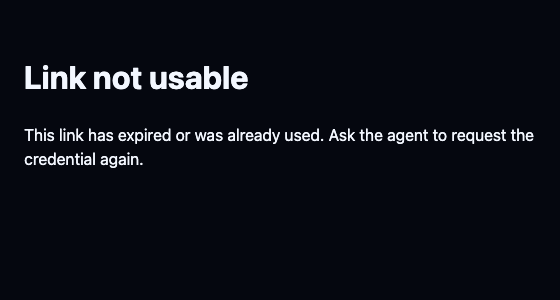 Link not usable
This link has expired or was already used. Ask the agent to request the
credential again.